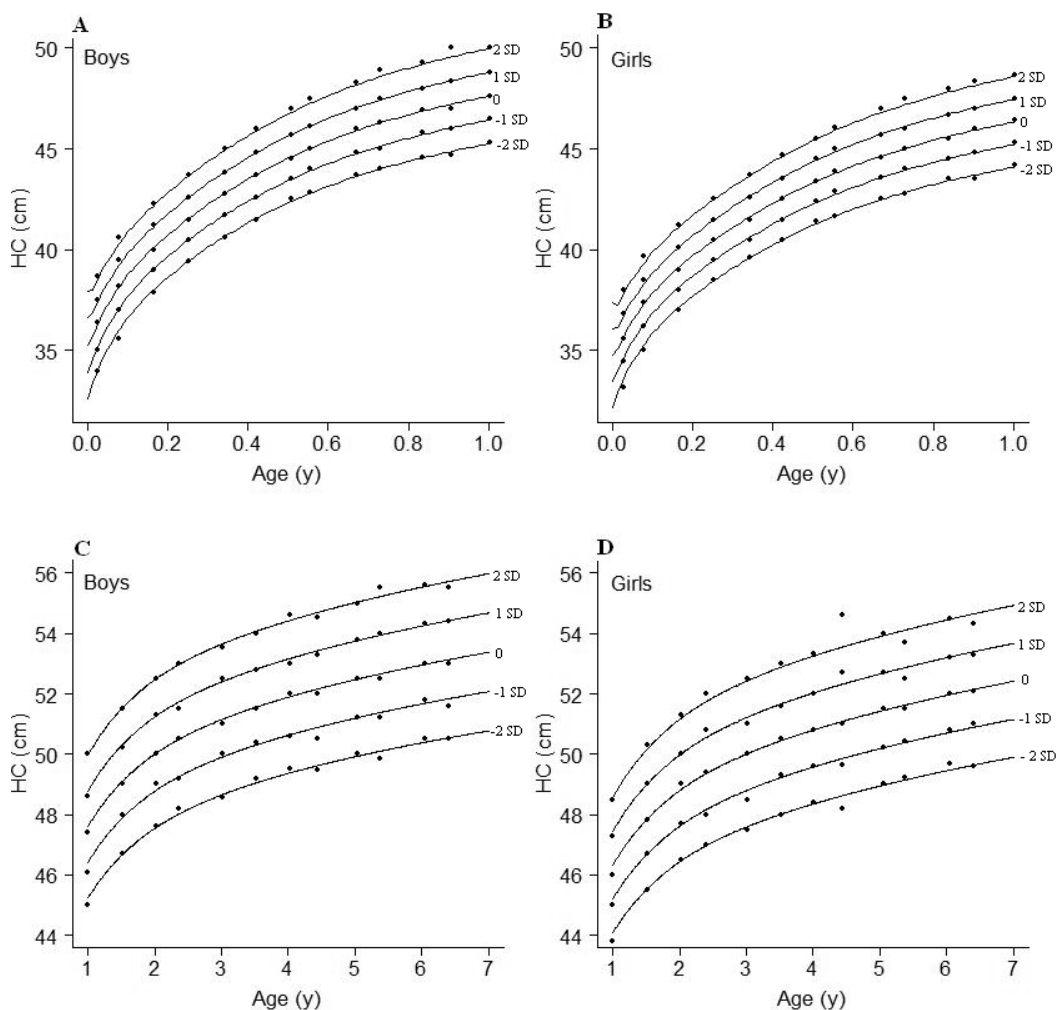 A
Boys
50
45
40
35
HC (cm)
2 SD
1 SD
0
-1 SD
-2 SD
0.0 0.2 0.4 0.6 0.8 1.0
Age (y)
B
Girls
50
45
40
35
HC (cm)
2 SD
1 SD
0
-1 SD
-2 SD
0.0 0.2 0.4 0.6 0.8 1.0
Age (y)
C
Boys
56
54
52
50
48
46
44
HC (cm)
2 SD
1 SD
0
-1 SD
-2 SD
1 2 3 4 5 6 7
Age (y)
D
Girls
56
54
52
50
48
46
44
HC (cm)
2 SD
1 SD
0
-1 SD
- 2 SD
1 2 3 4 5 6 7
Age (y)